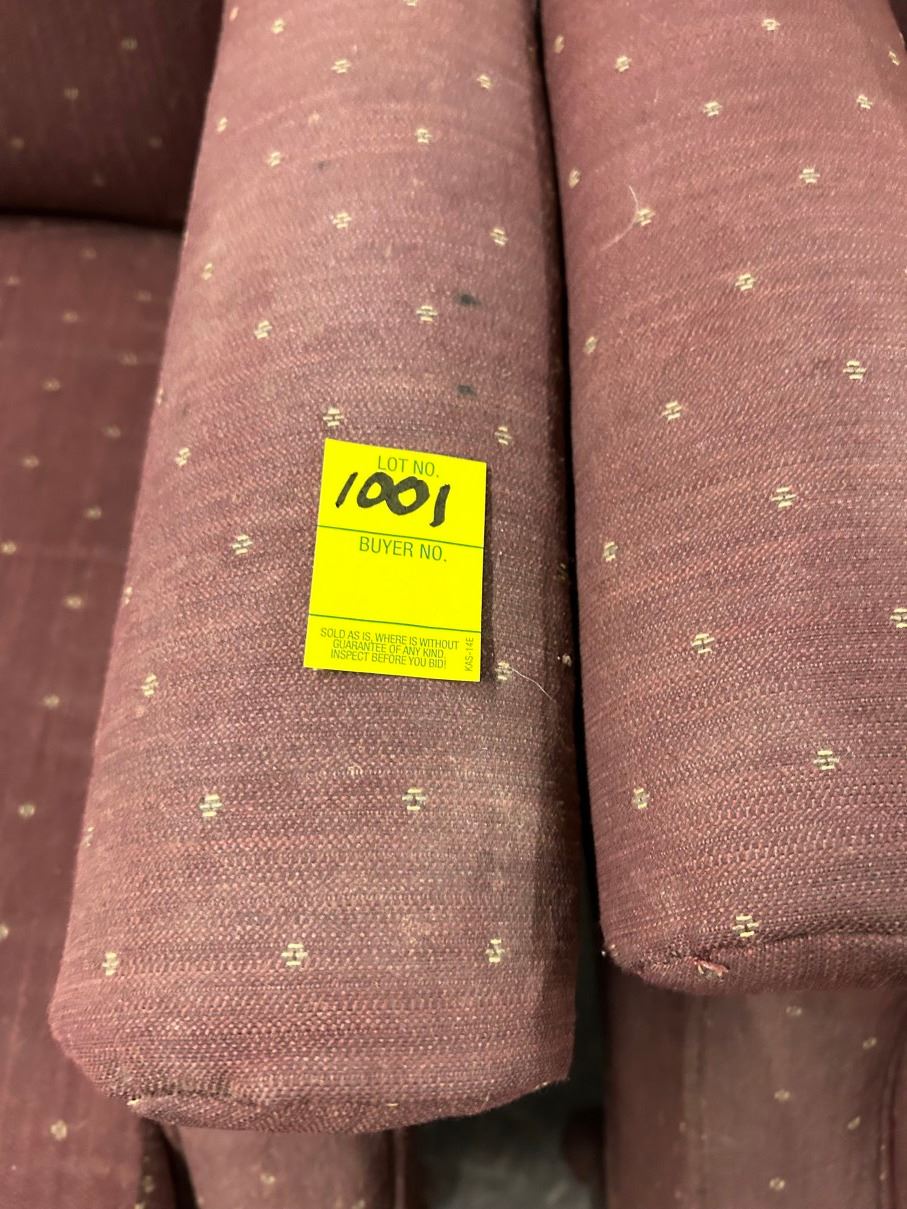 LOT NO.
1001
BUYER NO.
SOLD AS IS, WHERE IS WITHOUT
GUARANTEE OF ANY KIND.
INSPECT BEFORE YOU BID!
KAS-14E